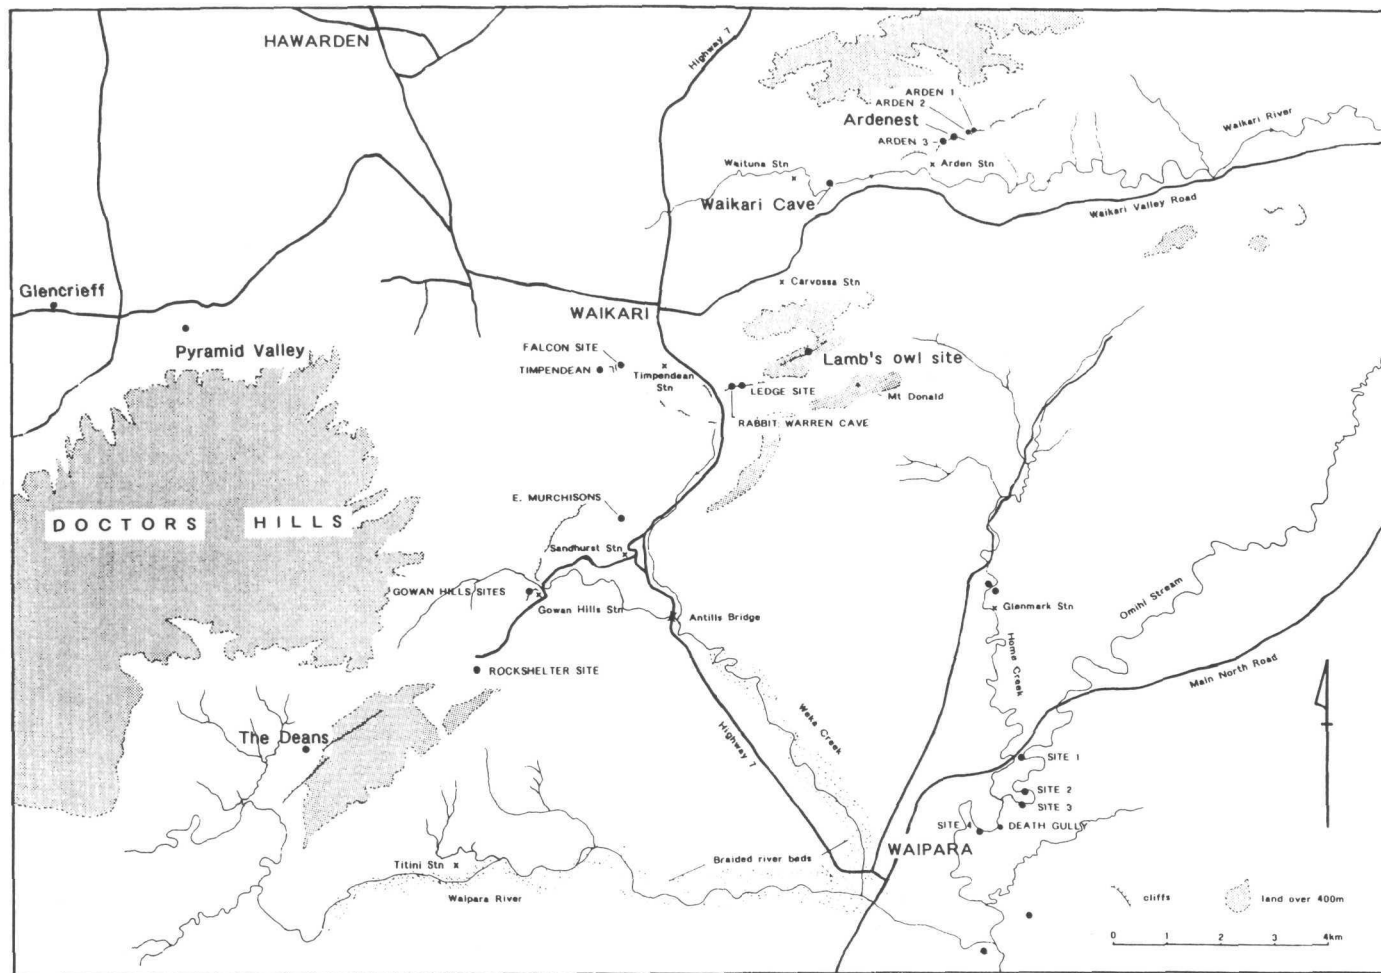 HAWARDEN
Highway 7
ARDEN 1
ARDEN 2
Ardenest
ARDEN 3
Waikari River
Arden Stn
Waituna Stn
Waikari Cave
Waikari Valley Road
Carvossa Stn
Glencrieff
WAIKARI
Pyramid Valley
FALCON SITE
TIMPENDEAN
Timpendean
Stn
Lamb's owl site
LEDGE SITE
Mt Donald
RABBIT WARREN CAVE
E. MURCHISONS
DOCTORS HILLS
Sandhurst Stn
GOWAN HILLS SITES
Gowan Hills Stn
Antills Bridge
Glenmark Stn
Omihi Stream
Home Creek
ROCKSHELTER SITE
Main North Road
The Deans
Weka Creek
Highway 7
SITE 1
SITE 2
SITE 3
SITE 4
DEATH GULLY
WAIPARA
Braided river beds
Titini Stn
Waipara River
cliffs
land over 400m
0 1 2 3 4km